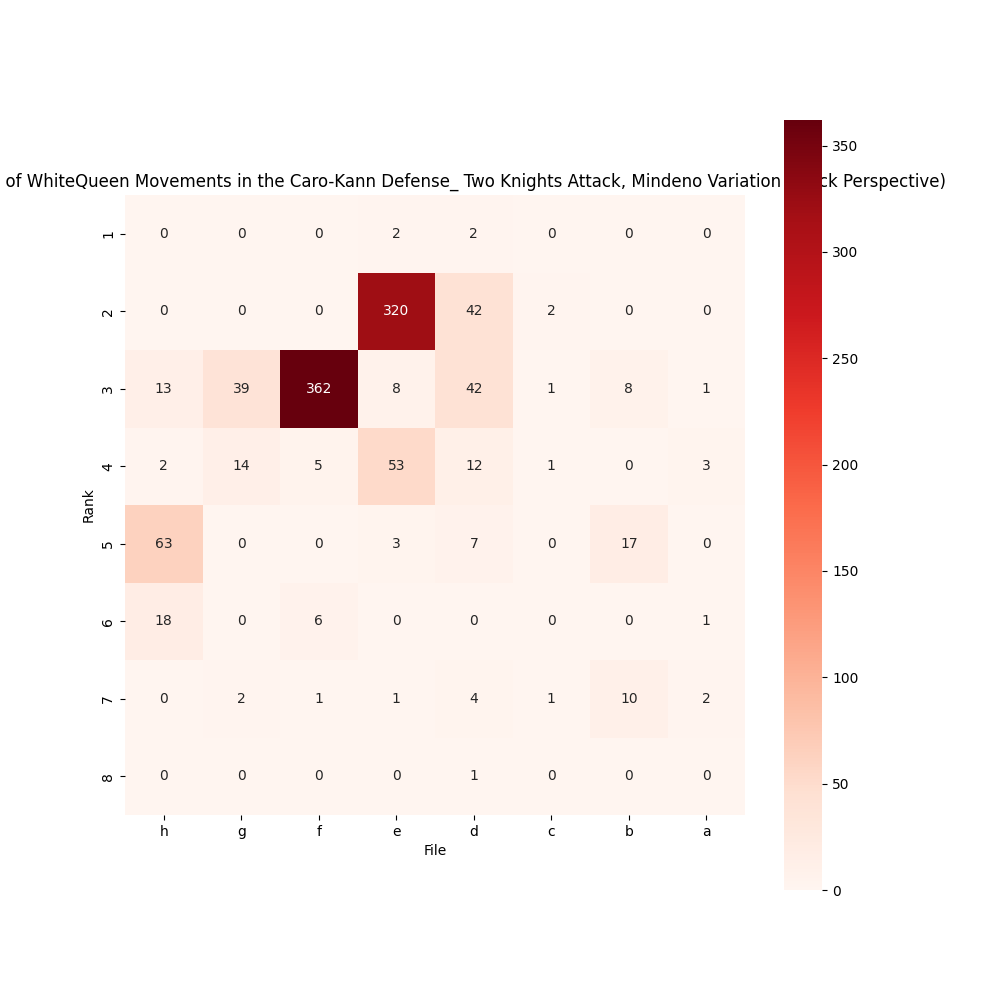 350
of WhiteQueen Movements in the Caro-Kann Defense_ Two Knights Attack, Mindeno Variation Perspective)
1 0 0 0 2 2 0 0 0
300
2 0 0 0 320 42 2 0 0
250
3 13 39 362 8 42 1 8 1
200
4 2 14 5 53 12 1 0 3
Rank
5 63 0 0 3 7 0 17 0
150
6 18 0 6 0 0 0 0 1
100
7 0 2 1 1 4 1 10 2
50
8 0 0 0 0 1 0 0 0
h g f e d c b a
File
0